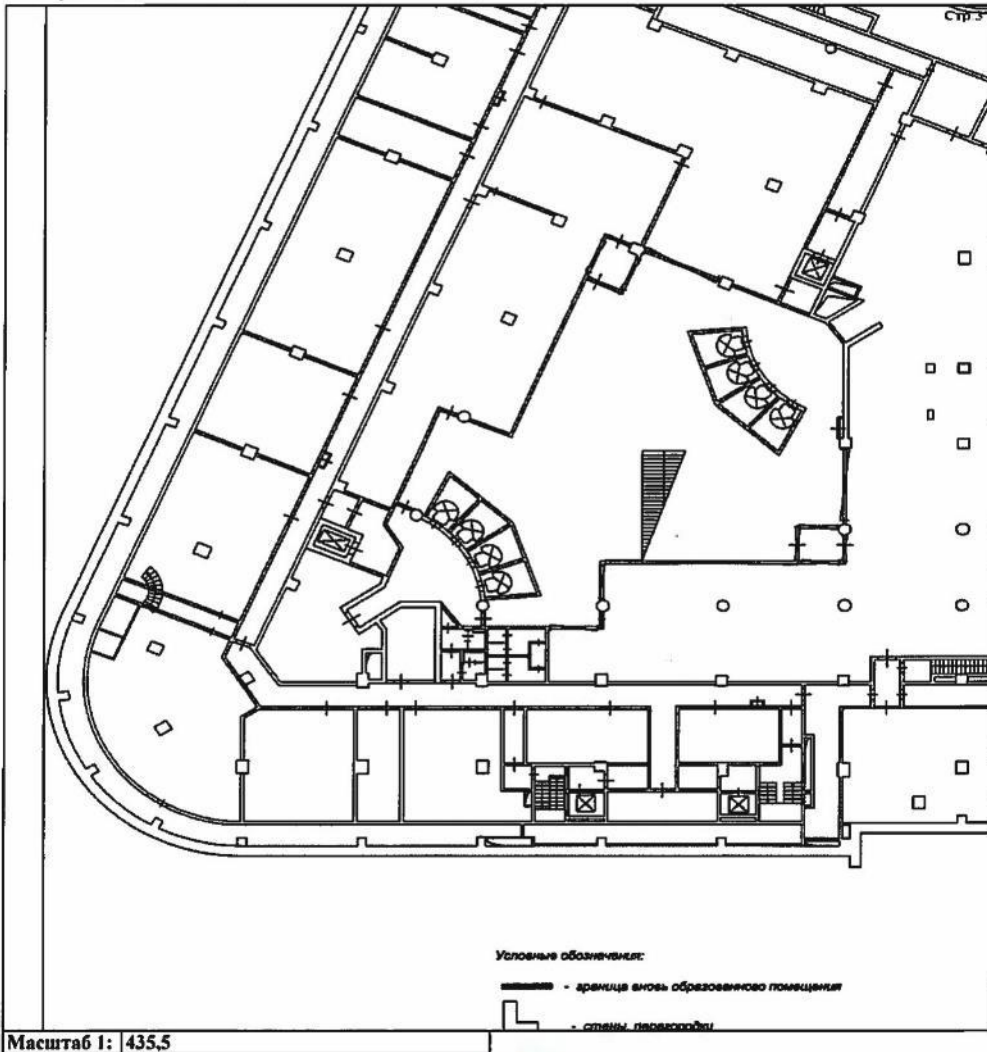 Стр.3
Условные обозначения:
- граница вновь образованного помещения
- стены, перегородки
Масштаб 1: 435,5